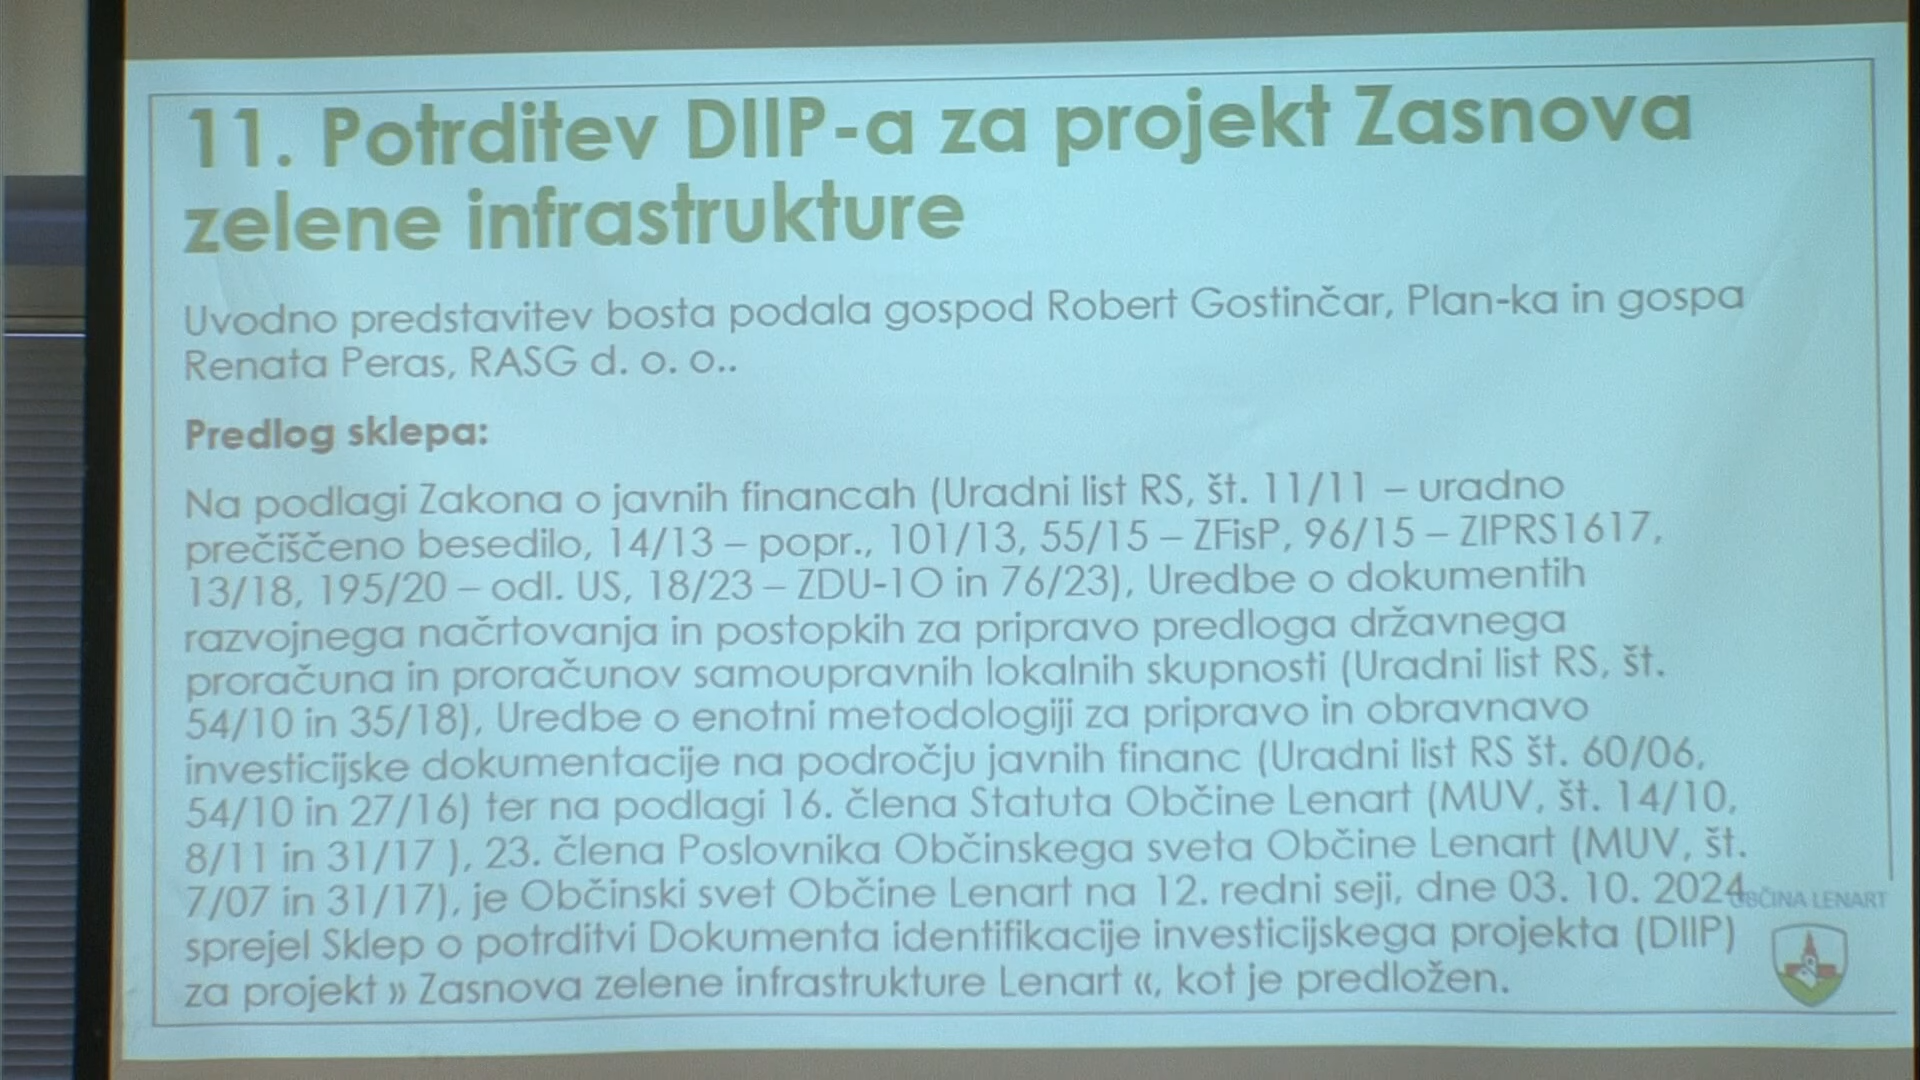 11. Potrditev DIIP-a za projekt Zasnova
zelene infrastrukture
Uvodno predstavitev bosta podala gospod Robert Gostinčar, Plan-ka in gospa
Renata Peras, RASG d. o. o..
Predlog sklepa:
Na podlagi Zakona o javnih financah (Uradni list RS, št. 11/11 – uradno
prečiščeno besedilo, 14/13 – popr., 101/13, 55/15 – ZFisP, 96/15 – ZIPRS1617,
13/18, 195/20 – odl. US, 18/23 – ZDU-1O in 76/23), Uredbe o dokumentih
razvojnega načrtovanja in postopkih za pripravo predloga državnega
proračuna in proračunov samoupravnih lokalnih skupnosti (Uradni list RS, št.
54/10 in 35/18), Uredbe o enotni metodologiji za pripravo in obravnavo
investicijske dokumentacije na področju javnih financ (Uradni list RS št. 60/06,
54/10 in 27/16) ter na podlagi 16. člena Statuta Občine Lenart (MUV, št. 14/10,
8/11 in 31/17 ), 23. člena Poslovnika Občinskega sveta Občine Lenart (MUV, št.
7/07 in 31/17), je Občinski svet Občine Lenart na 12. redni seji, dne 03. 10. 2024
sprejel Sklep o potrditvi Dokumenta identifikacije investicijskega projekta (DIIP)
za projekt » Zasnova zelene infrastrukture Lenart «, kot je predložen.
OBČINA LENART